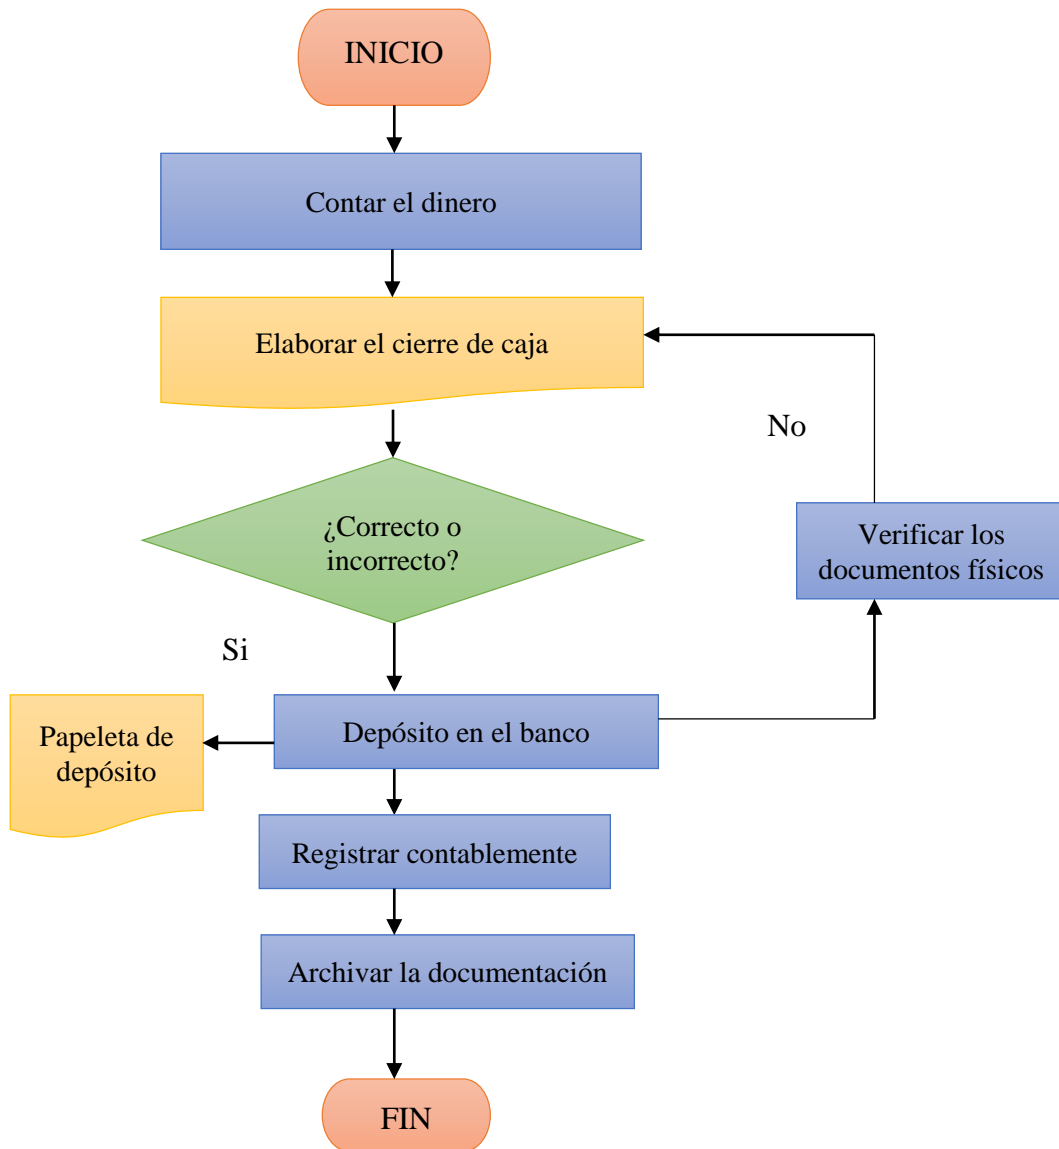 INICIO
Contar el dinero
Elaborar el cierre de caja
No
¿Correcto o
incorrecto?
Verificar los
documentos físicos
Si
Papeleta de
depósito
Depósito en el banco
Registrar contablemente
Archivar la documentación
FIN